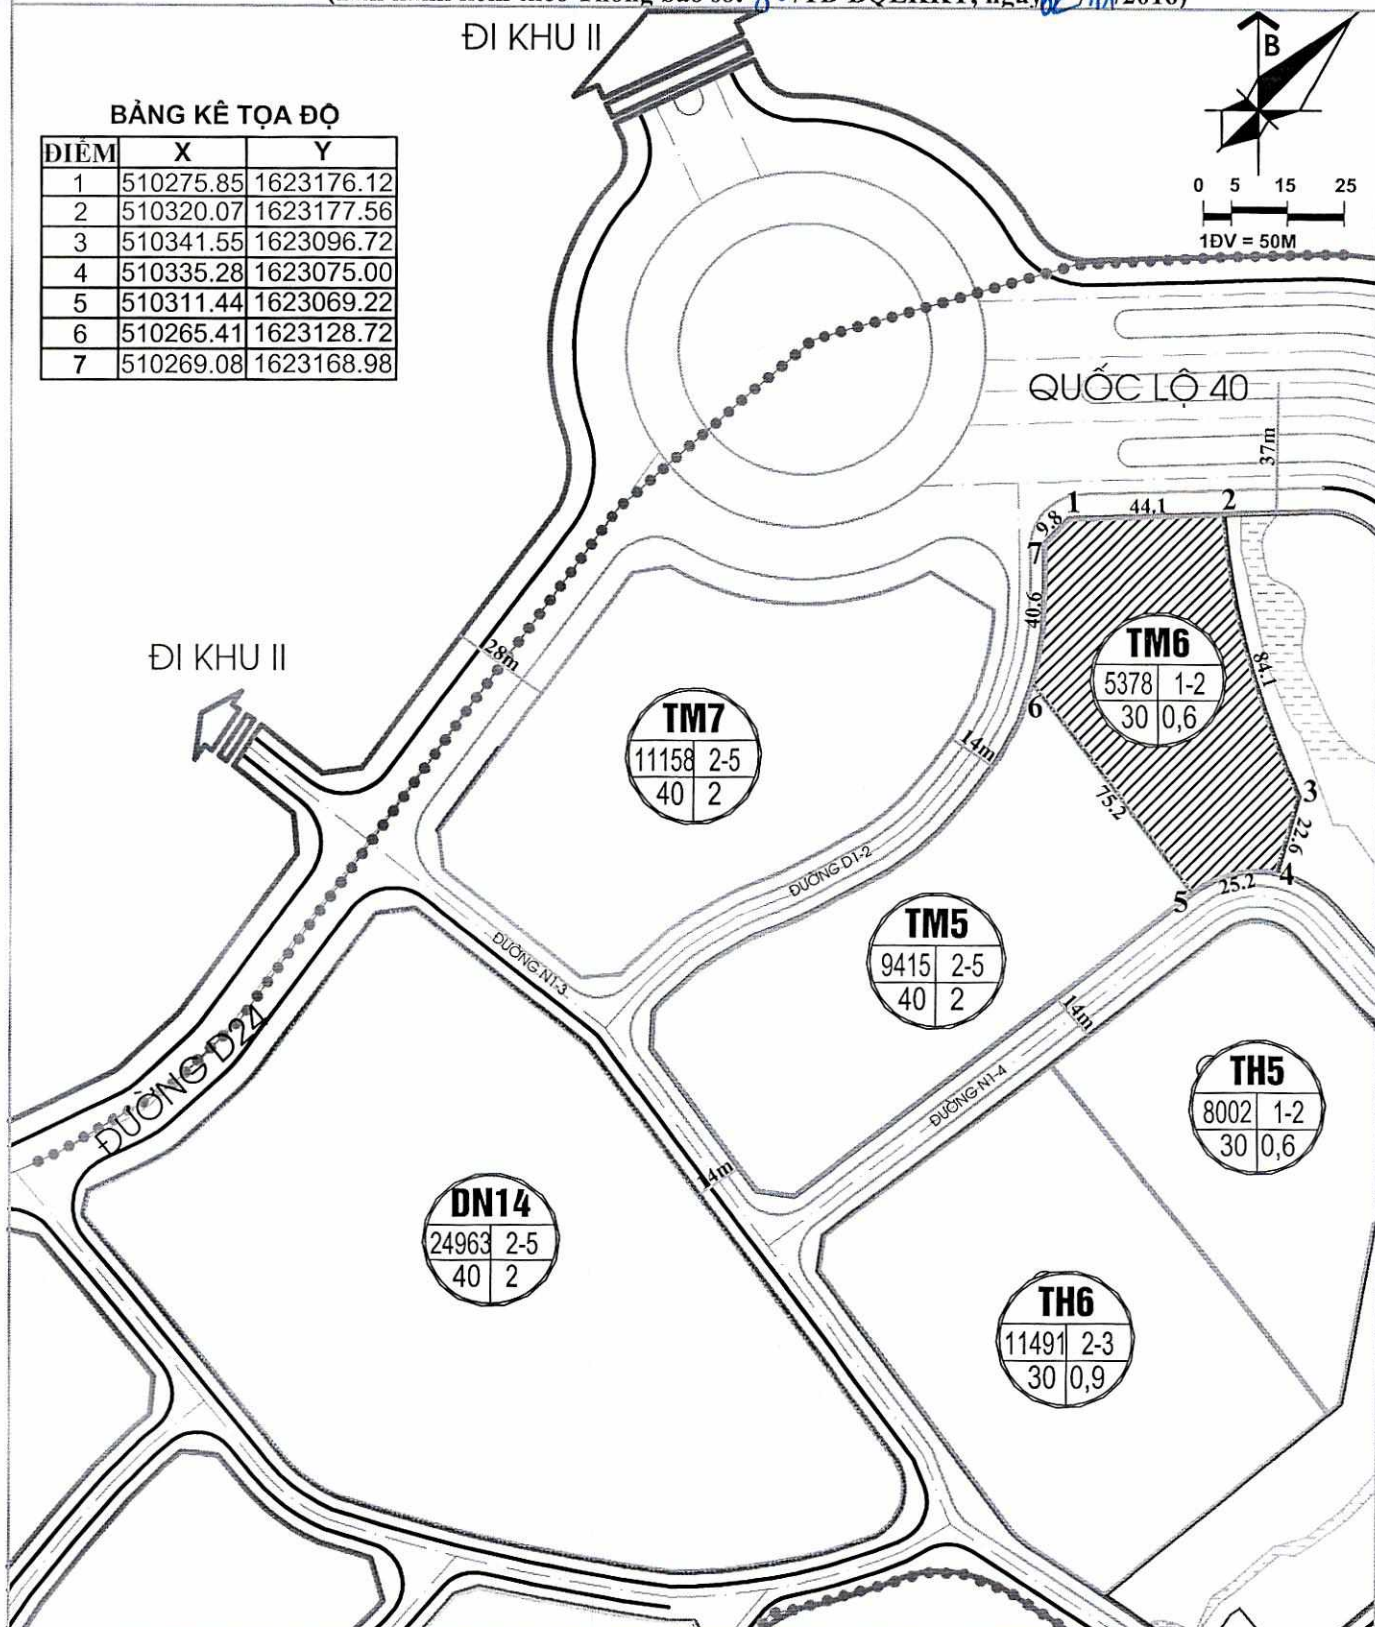 ĐI KHU II
B
0 5 15 25
1ĐV = 50M
BẢNG KÊ TỌA ĐỘ
ĐIỂM X Y
1 510275.85 1623176.12
2 510320.07 1623177.56
3 510341.55 1623096.72
4 510335.28 1623075.00
5 510311.44 1623069.22
6 510265.41 1623128.72
7 510269.08 1623168.98
QUỐC LỘ 40
37m
1 44.1 2
9.8
7
40.6
TM6
5378 1-2
30 0,6
84.1
6
ĐI KHU II
28m
TM7
11158 2-5
40 2
14m
75.2
3
22.6
4
25.2
5
ĐƯỜNG D1-2
TM5
9415 2-5
40 2
ĐƯỜNG N1-3
14m
ĐƯỜNG D24
ĐƯỜNG N1-4
TH5
8002 1-2
30 0,6
14m
DN14
24963 2-5
40 2
TH6
11491 2-3
30 0,9